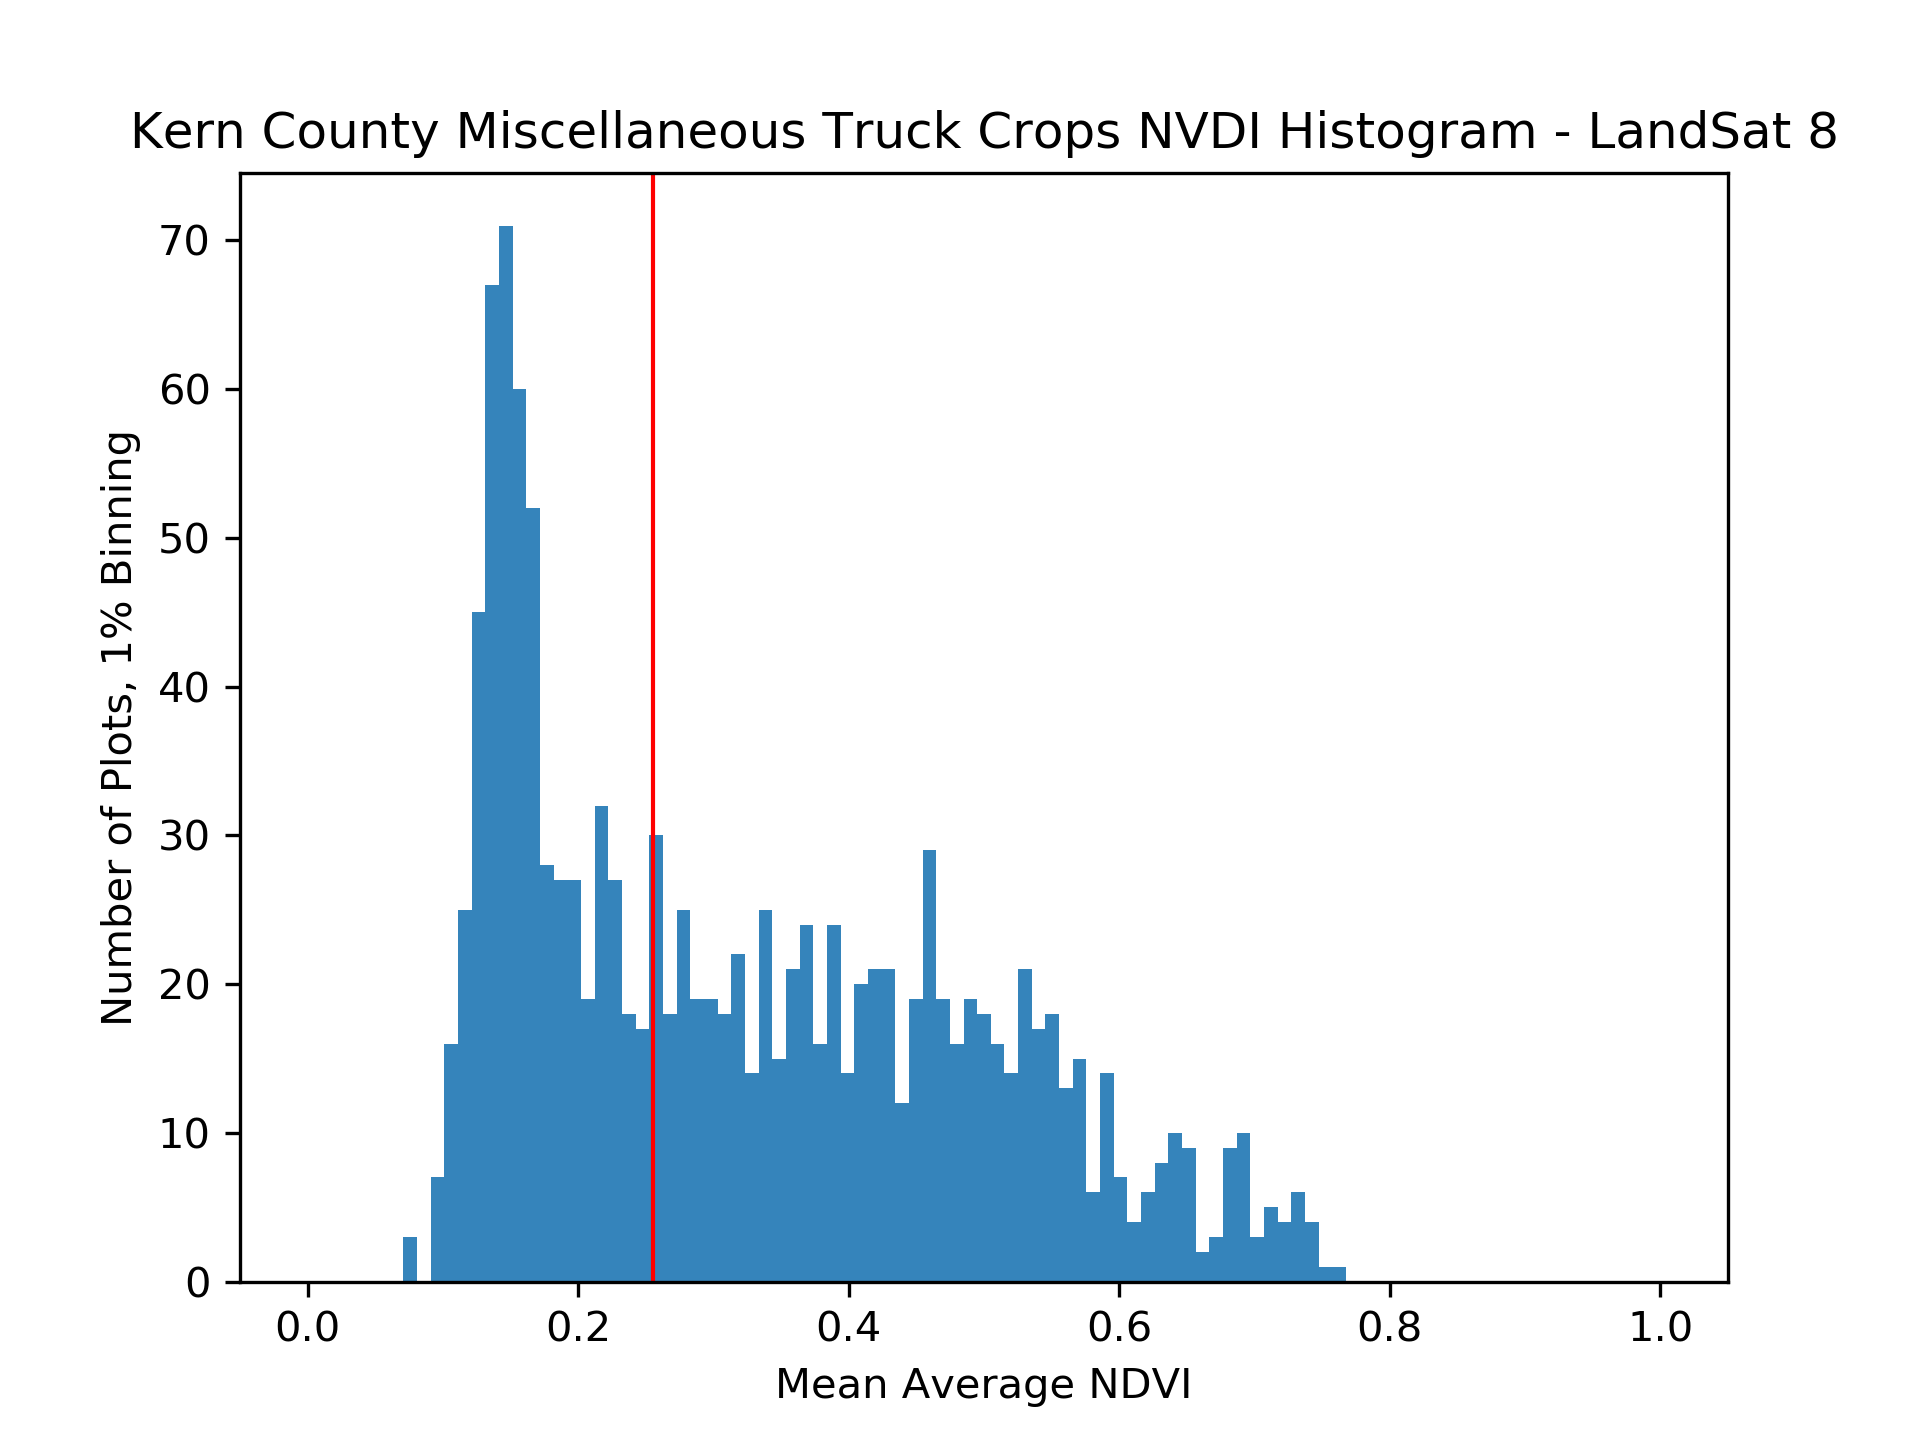 Kern County Miscellaneous Truck Crops NVDI Histogram - LandSat 8
70
60
50
40
30
20
10
0
Number of Plots, 1% Binning
0.0 0.2 0.4 0.6 0.8 1.0
Mean Average NDVI